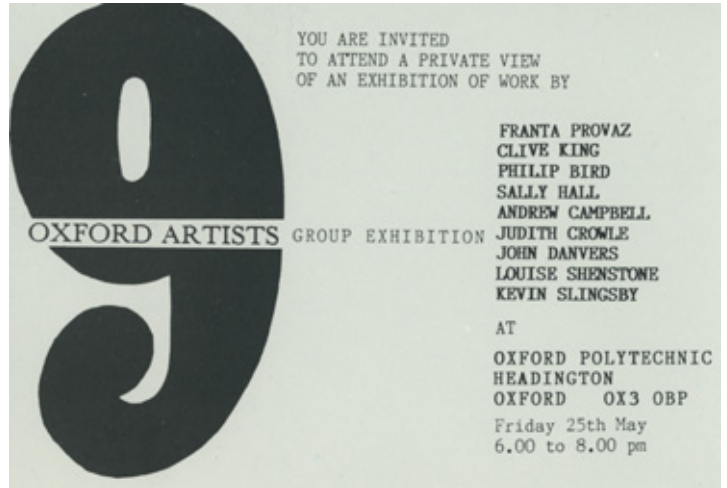 YOU ARE INVITED
TO ATTEND A PRIVATE VIEW
OF AN EXHIBITION OF WORK BY
9
OXFORD ARTISTS GROUP EXHIBITION
FRANTA PROVAZ
CLIVE KING
PHILIP BIRD
SALLY HALL
ANDREW CAMPBELL
JUDITH CROWLE
JOHN DANVERS
LOUISE SHENSTONE
KEVIN SLINGSBY
AT
OXFORD POLYTECHNIC
HEADINGTON
OXFORD OX3 OBP
Friday 25th May
6.00 to 8.00 pm